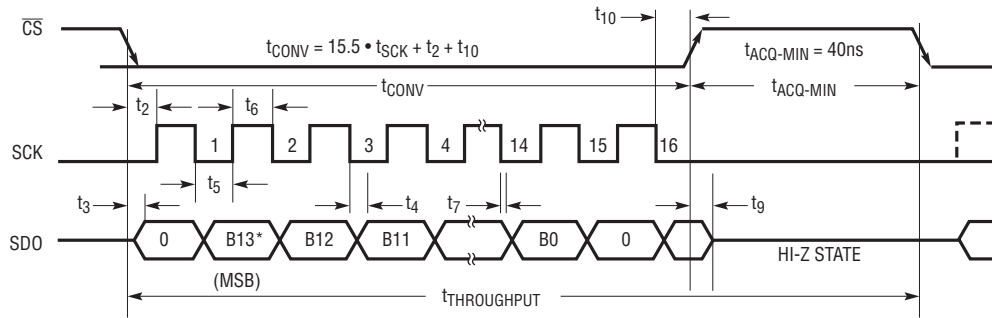 t10
CS
tCONV = 15.5 • tSCK + t2 + t10
tACQ-MIN = 40ns
tCONV
tACQ-MIN
t2
t6
SCK
1
2
3
4
14
15
16
t5
t3
t4
t7
t9
SDO
0
B13*
B12
B11
B0
0
HI-Z STATE
(MSB)
tTHROUGHPUT